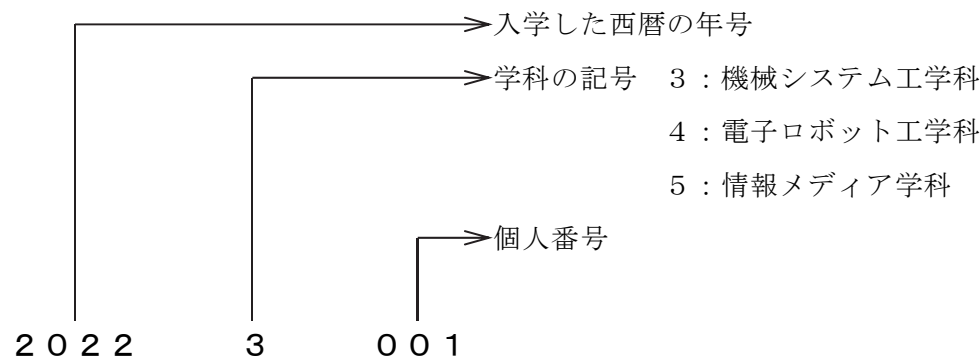 入学した西暦の年号
学科の記号　３：機械システム工学科
４：電子ロボット工学科
５：情報メディア学科
個人番号
２０２２　３　００１